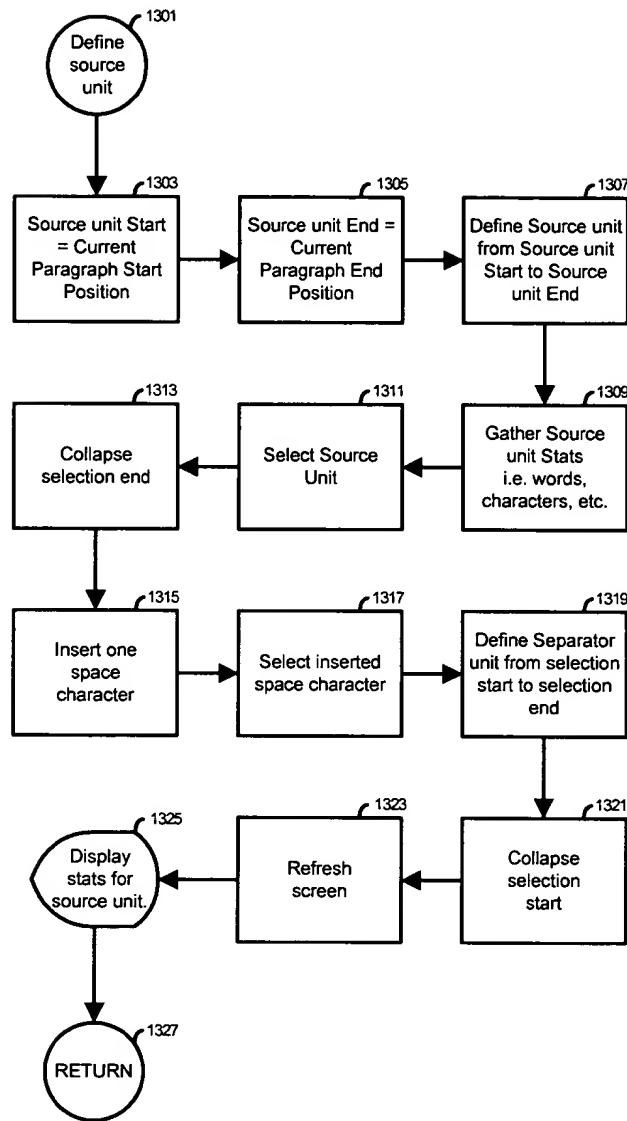 1301
Define
source
unit
1303
Source unit Start
= Current
Paragraph Start
Position
1305
Source unit End =
Current
Paragraph End
Position
1307
Define Source unit
from Source unit
Start to Source
unit End
1313
Collapse
selection end
1311
Select Source
Unit
1309
Gather Source
unit Stats
i.e. words,
characters, etc.
1315
Insert one
space
character
1317
Select inserted
space character
1319
Define Separator
unit from selection
start to selection
end
1325
Display
stats for
source unit.
1323
Refresh
screen
1321
Collapse
selection
start
1327
RETURN